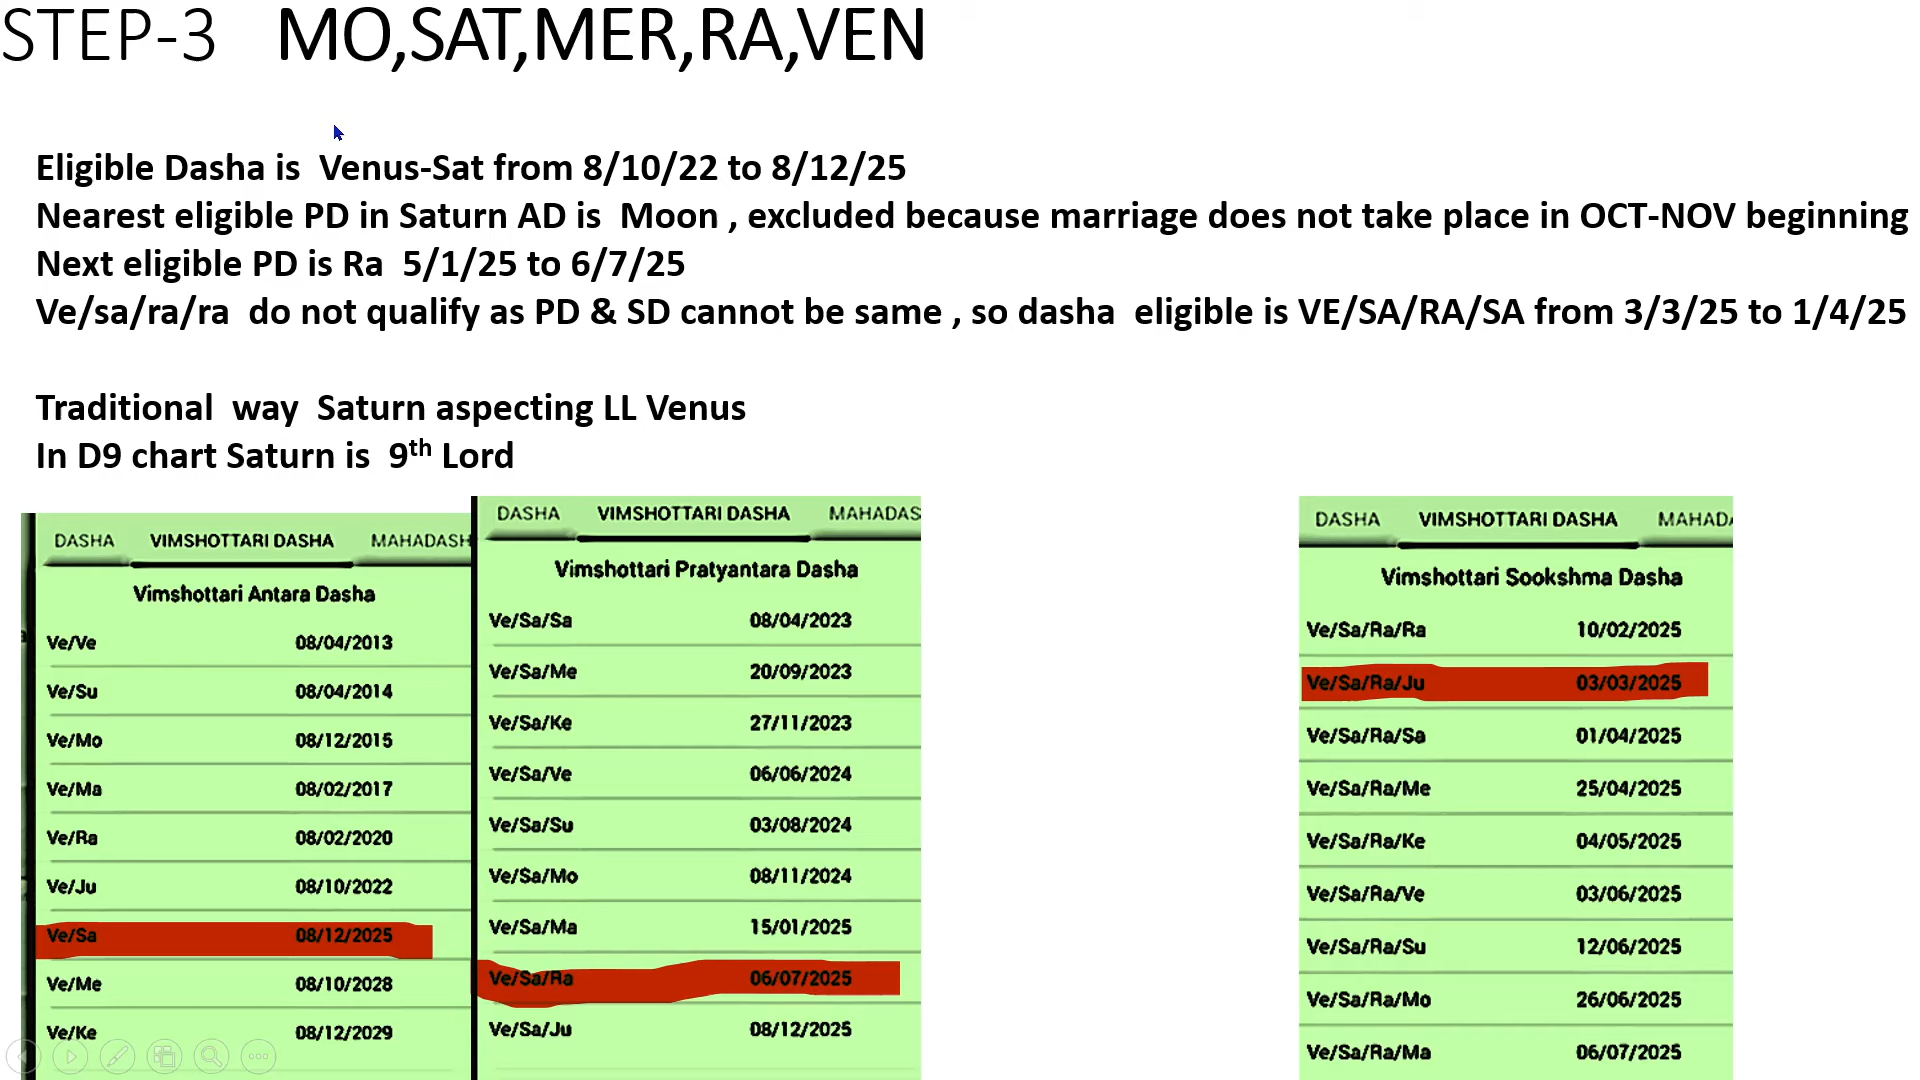 STEP-3 MO,SAT,MER,RA,VEN
Eligible Dasha is Venus-Sat from 8/10/22 to 8/12/25
Nearest eligible PD in Saturn AD is Moon , excluded because marriage does not take place in OCT-NOV beginning
Next eligible PD is Ra 5/1/25 to 6/7/25
Ve/sa/ra/ra do not qualify as PD & SD cannot be same , so dasha eligible is VE/SA/RA/SA from 3/3/25 to 1/4/25
Traditional way Saturn aspecting LL Venus
In D9 chart Saturn is 9th Lord
DASHA VIMSHOTTARI DASHA MAHADASH
Vimshottari Antara Dasha
Ve/Ve 08/04/2013
Ve/Su 08/04/2014
Ve/Mo 08/12/2015
Ve/Ma 08/02/2017
Ve/Ra 08/02/2020
Ve/Ju 08/10/2022
Ve/Sa 08/12/2025
Ve/Me 08/10/2028
Ve/Ke 08/12/2029
DASHA VIMSHOTTARI DASHA MAHADAS
Vimshottari Pratyantara Dasha
Ve/Sa/Sa 08/04/2023
Ve/Sa/Me 20/09/2023
Ve/Sa/Ke 27/11/2023
Ve/Sa/Ve 06/06/2024
Ve/Sa/Su 03/08/2024
Ve/Sa/Mo 08/11/2024
Ve/Sa/Ma 15/01/2025
Ve/Sa/Ra 06/07/2025
Ve/Sa/Ju 08/12/2025
DASHA VIMSHOTTARI DASHA MAHADA
Vimshottari Sookshma Dasha
Ve/Sa/Ra/Ra 10/02/2025
Ve/Sa/Ra/Ju 03/03/2025
Ve/Sa/Ra/Sa 01/04/2025
Ve/Sa/Ra/Me 25/04/2025
Ve/Sa/Ra/Ke 04/05/2025
Ve/Sa/Ra/Ve 03/06/2025
Ve/Sa/Ra/Su 12/06/2025
Ve/Sa/Ra/Mo 26/06/2025
Ve/Sa/Ra/Ma 06/07/2025